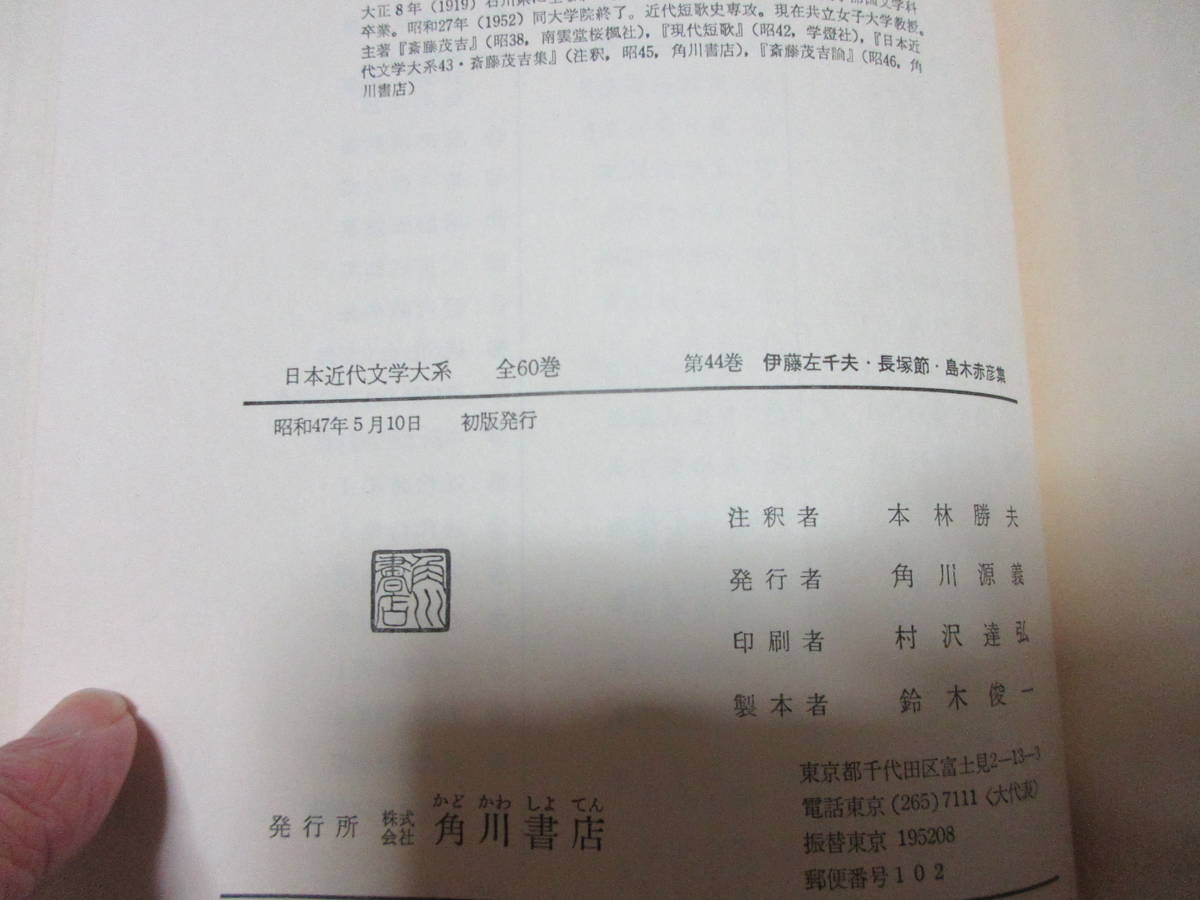 大正8年(1919)石川県に
卒業。昭和27年(1952)同大学院終了。近代短歌史専攻。現在共立女子大学教授。
主著『斎藤茂吉』(昭38, 南雲堂桜楓社),『現代短歌』(昭42, 学燈社),『日本近
代文学大系43・斎藤茂吉集』(注釈, 昭45, 角川書店),『斎藤茂吉論』(昭46, 角
川書店)
日本近代文学大系 全60巻 第44巻 伊藤左千夫・長塚節・島木赤彦集
昭和47年5月10日 初版発行
注釈者 本林勝夫
発行者 角川源義
印刷者 村沢達弘
製本者 鈴木俊一
角川書店
東京都千代田区富士見2-13-3
電話東京(265)7111〈大代表〉
振替東京 195208
郵便番号102
かどかわしよてん
発行所 株式会社 角川書店